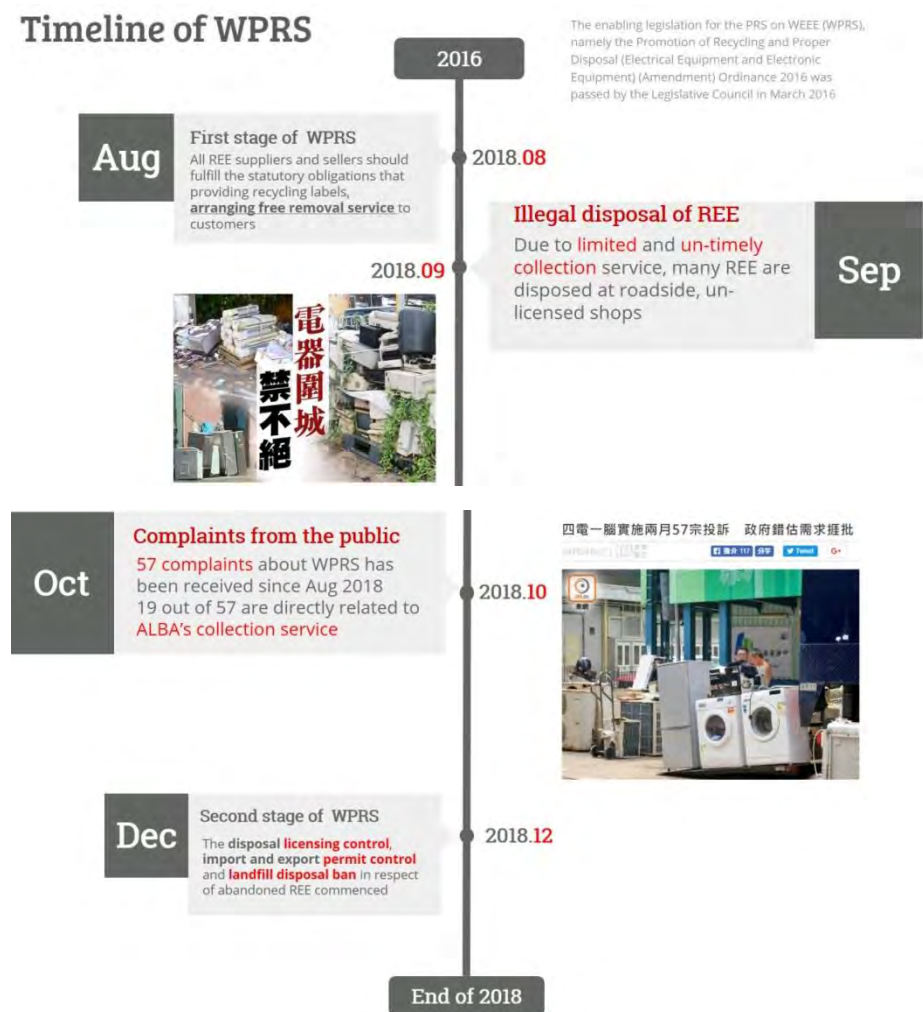 Timeline of WPRS
The enabling legislation for the PRS on WEEE (WPRS),
namely the Promotion of Recycling and Proper
Disposal (Electrical Equipment and Electronic
Equipment) (Amendment) Ordinance 2016 was
passed by the Legislative Council in March 2016
2016
Aug
First stage of WPRS
All REE suppliers and sellers should
fulfill the statutory obligations that
providing recycling labels,
arranging free removal service to
customers
2018.08
Illegal disposal of REE
Due to limited and un-timely
collection service, many REE are
disposed at roadside, un-
licensed shops
Sep
2018.09
電器圍城
禁不絕
Oct
Complaints from the public
57 complaints about WPRS has
been received since Aug 2018
19 out of 57 are directly related to
ALBA's collection service
2018.10
四電一腦實施兩月57宗投訴 政府錯估需求捱批
推介 117 分享 Tweet G+
Dec
Second stage of WPRS
The disposal licensing control,
import and export permit control
and landfill disposal ban in respect
of abandoned REE commenced
2018.12
End of 2018